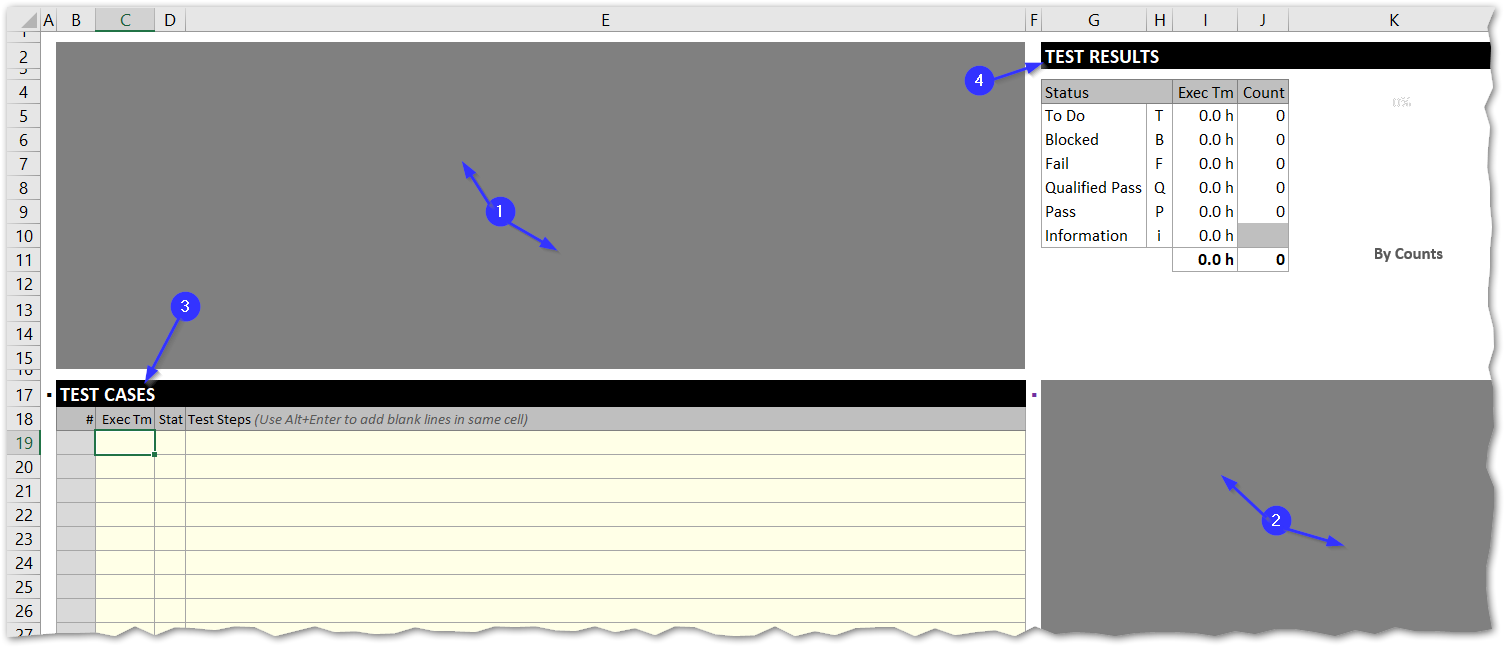 A B C D E F G H I J K
1
2
TEST RESULTS
3
4
4
Status Exec Tm Count
5
To Do T 0.0 h 0
0%
6
Blocked B 0.0 h 0
7
Fail F 0.0 h 0
8
Qualified Pass Q 0.0 h 0
9
1
Pass P 0.0 h 0
10
Information i 0.0 h
11
0.0 h 0
By Counts
12
13
3
14
15
16
17
TEST CASES
18
# Exec Tm Stat Test Steps (Use Alt+Enter to add blank lines in same cell)
19
20
21
22
2
23
24
25
26
27